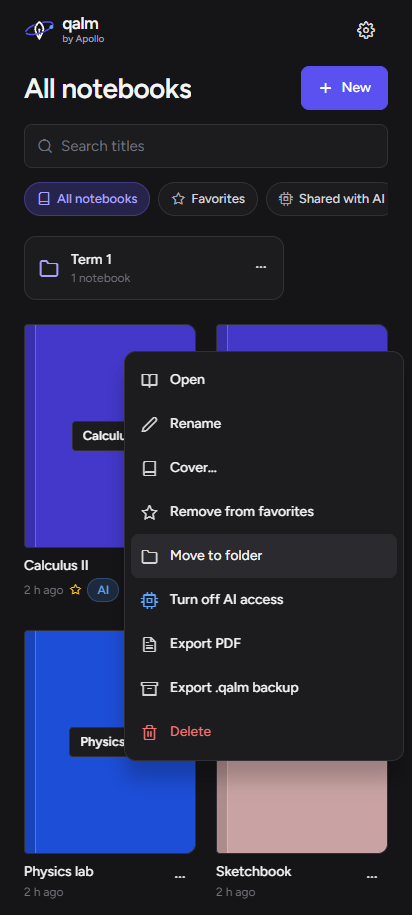 qalm
by Apollo
All notebooks
+ New
Search titles
All notebooks
Favorites
Shared with AI
Term 1
1 notebook
...
Open
Rename
Cover...
Remove from favorites
Move to folder
Turn off AI access
Export PDF
Export .qalm backup
Delete
Calculus II
2 h ago
AI
Physics
Physics lab
...
2 h ago
Sketchbook
...
2 h ago